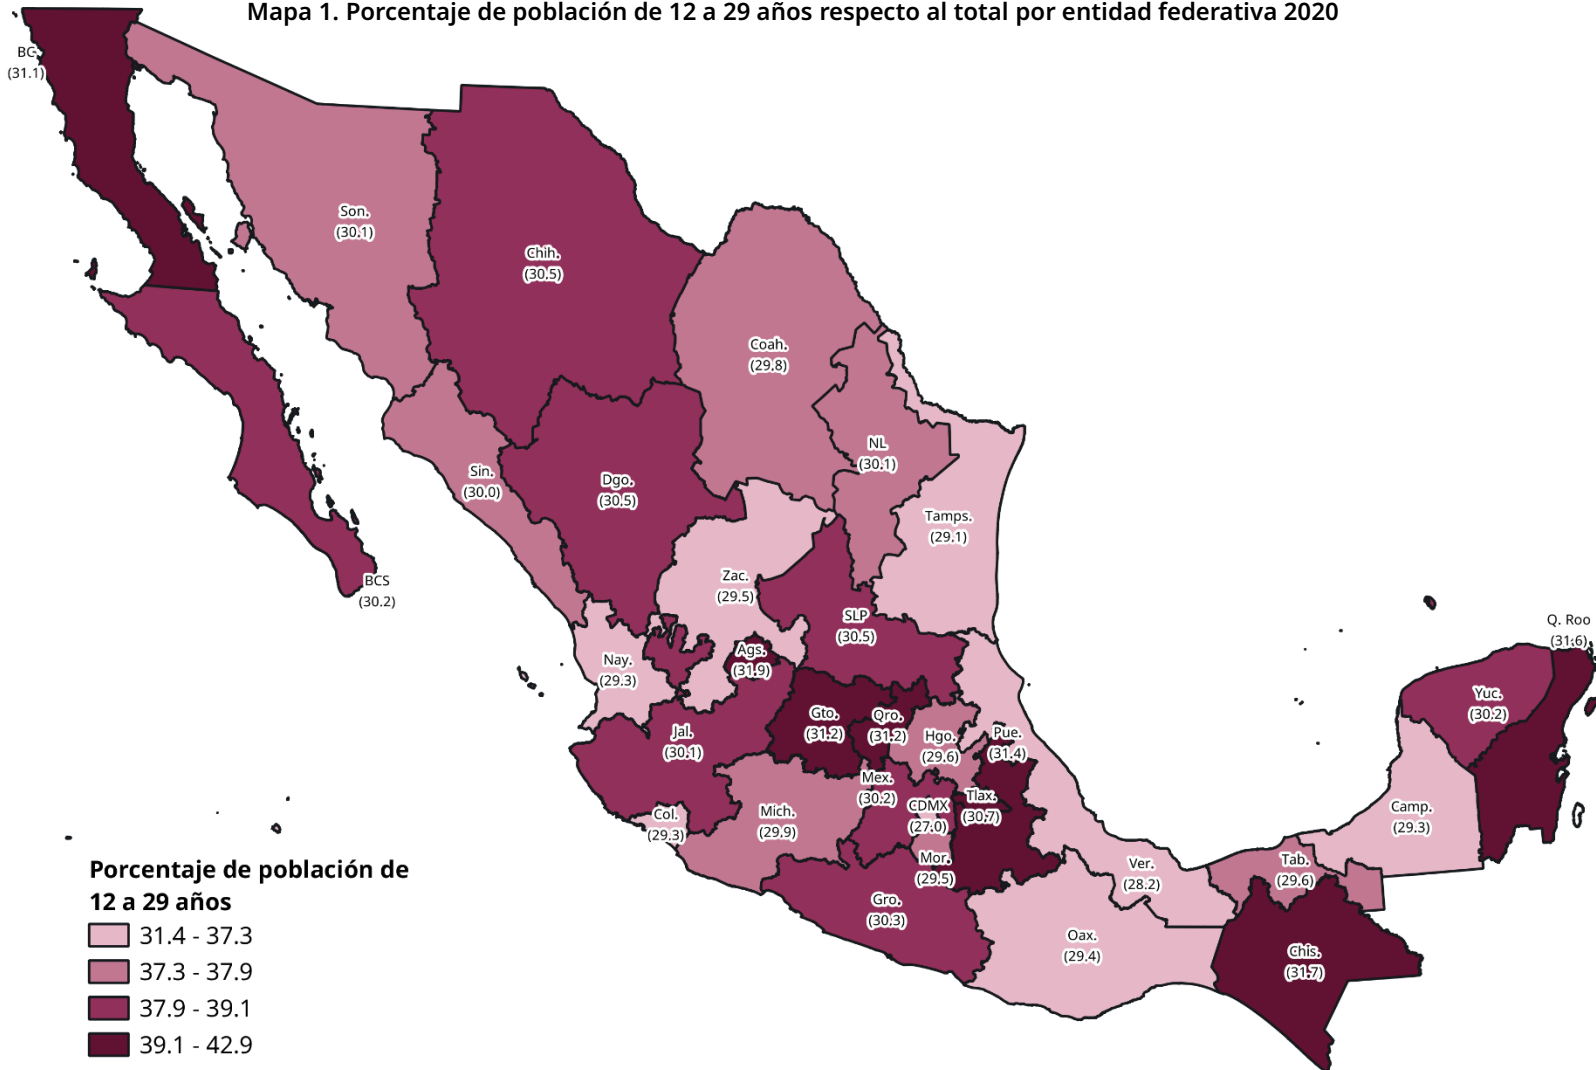 Mapa 1. Porcentaje de población de 12 a 29 años respecto al total por entidad federativa 2020
BC
(31.1)
Son.
(30.1)
Chih.
(30.5)
Coah.
(29.8)
NL
(30.1)
Sin.
(30.0)
Dgo.
(30.5)
Tamps.
(29.1)
BCS
(30.2)
Zac.
(29.5)
SLP
(30.5)
Q. Roo
(31.6)
Nay.
(29.3)
Ags.
(31.9)
Yuc.
(30.2)
Jal.
(30.1)
Gto.
(31.2)
Qro.
(31.2)
Hgo.
(29.6)
Pue.
(31.4)
Mex.
(30.2)
CDMX
(27.0)
Tlax.
(30.7)
Col.
(29.3)
Mich.
(29.9)
Camp.
(29.3)
Mor.
(29.5)
Ver.
(28.2)
Tab.
(29.6)
Gro.
(30.3)
Oax.
(29.4)
Chis.
(31.7)
Porcentaje de población de
12 a 29 años
31.4 - 37.3
37.3 - 37.9
37.9 - 39.1
39.1 - 42.9